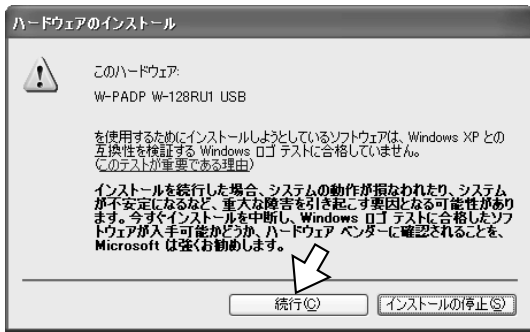 ハードウェアのインストール
このハードウェア:
W-PADP W-128RU1 USB
を使用するためにインストールしようとしているソフトウェアは、Windows XP との
互換性を検証する Windows ロゴ テストに合格していません。
(このテストが重要である理由)
インストールを続行した場合、システムの動作が損なわれたり、システム
が不安定になるなど、重大な障害を引き起こす要因となる可能性があり
ます。今すぐインストールを中断し、Windows ロゴ テストに合格したソフ
トウェアが入手可能かどうか、ハードウェア ベンダーに確認されることを、
Microsoft は強くお勧めします。
続行(C) インストールの停止(S)